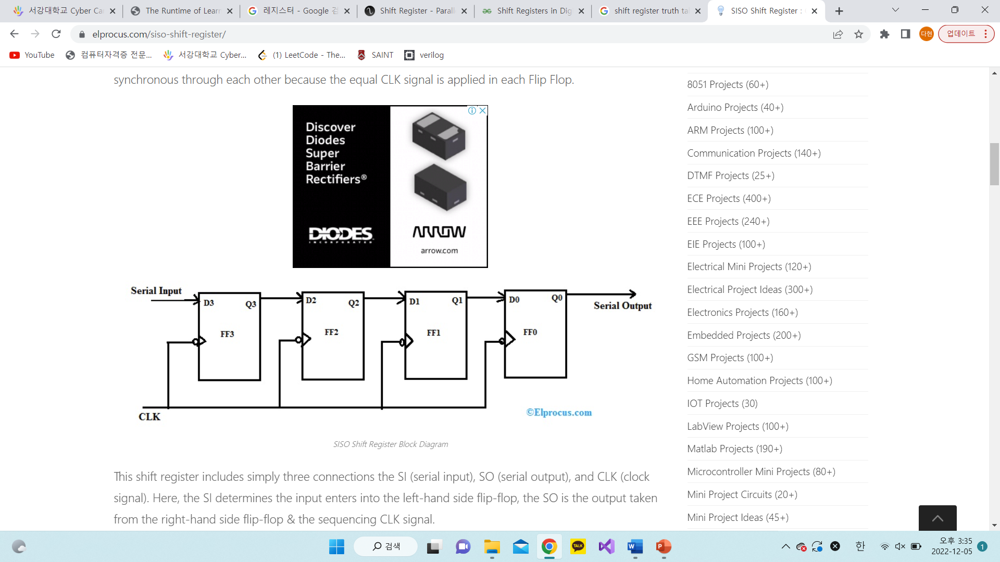 서강대학교 Cyber Ca
The Runtime of Lear
레지스터 - Google 검
Shift Register - Parall
Shift Registers in Dig
shift register truth ta
SISO Shift Register :
elprocus.com/siso-shift-register/
다현
업데이트
YouTube
컴퓨터자격증 전문...
서강대학교 Cyber...
(1) LeetCode - The...
SAINT
verilog
synchronous through each other because the equal CLK signal is applied in each Flip Flop.
Discover
Diodes
Super
Barrier
Rectifiers®
DIODES
INCORPORATED
ARROW
arrow.com
Serial Input
D3
Q3
D2
Q2
D1
Q1
D0
Q0
Serial Output
FF3
FF2
FF1
FF0
CLK
©Elprocus.com
SISO Shift Register Block Diagram
This shift register includes simply three connections the SI (serial input), SO (serial output), and CLK (clock
signal). Here, the SI determines the input enters into the left-hand side flip-flop, the SO is the output taken
from the right-hand side flip-flop & the sequencing CLK signal.
8051 Projects (60+)
Arduino Projects (40+)
ARM Projects (100+)
Communication Projects (140+)
DTMF Projects (25+)
ECE Projects (400+)
EEE Projects (240+)
EIE Projects (100+)
Electrical Mini Projects (120+)
Electrical Project Ideas (300+)
Electronics Projects (160+)
Embedded Projects (200+)
GSM Projects (100+)
Home Automation Projects (100+)
IOT Projects (30)
LabView Projects (100+)
Matlab Projects (190+)
Microcontroller Mini Projects (80+)
Mini Project Circuits (20+)
Mini Project Ideas (45+)
검색
TALK
W
P
한
오후 3:35
2022-12-05
1